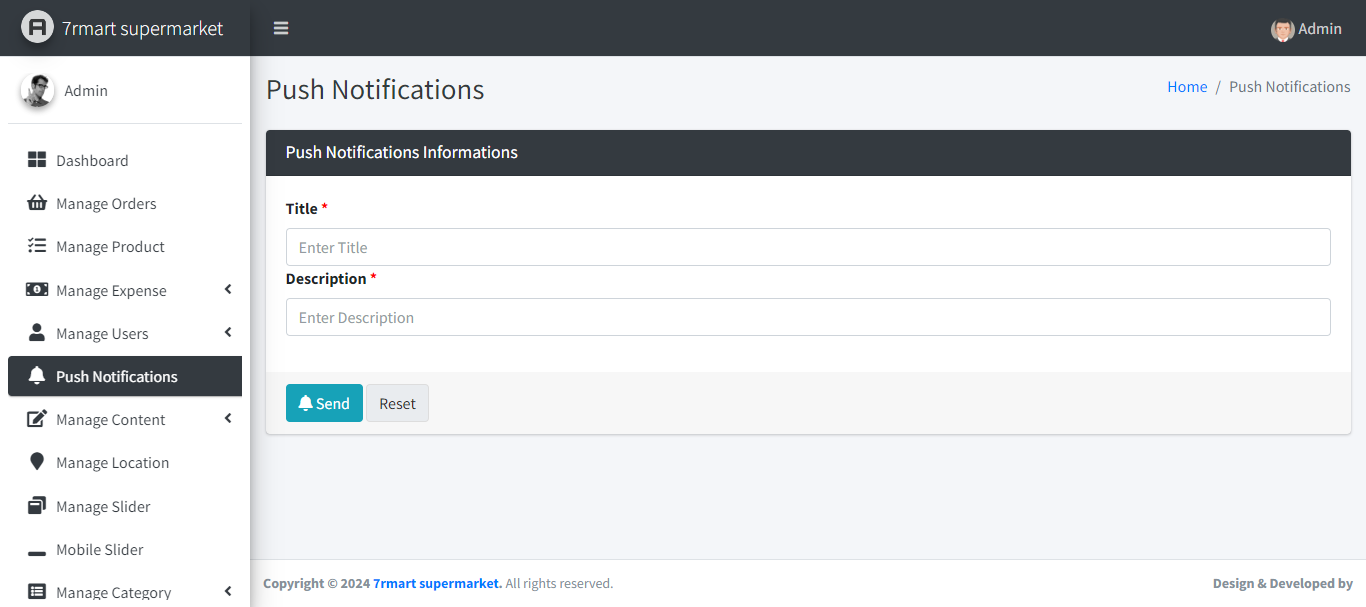 7rmart supermarket
Admin
Admin
Dashboard
Manage Orders
Manage Product
Manage Expense
Manage Users
Push Notifications
Manage Content
Manage Location
Manage Slider
Mobile Slider
Manage Category
Push Notifications
Home / Push Notifications
Push Notifications Informations
Title *
Enter Title
Description *
Enter Description
Send Reset
Copyright © 2024 7rmart supermarket. All rights reserved.
Design & Developed by